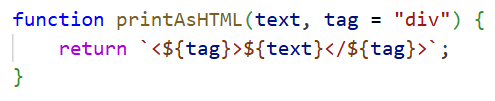 function printAsHTML(text, tag = "div") {
    return `<${tag}>${text}</${tag}>`;
}